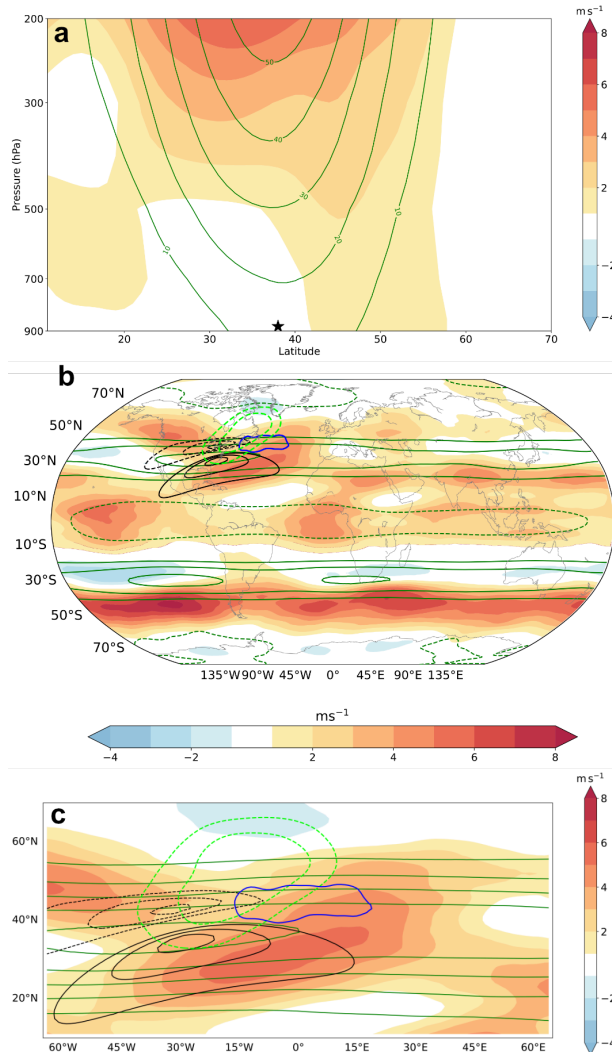 a
m s⁻¹
200
300
400
500
700
900
Pressure (hPa)
50
40
30
20
10
10
20
30
40
50
60
70
Latitude
8
6
4
2
−2
−4
b
70°N
50°N
30°N
10°N
10°S
30°S
50°S
70°S
135°W 90°W 45°W 0° 45°E 90°E 135°E
ms⁻¹
−4 −2 2 4 6 8
c
m s⁻¹
60°N
40°N
20°N
60°W 45°W 30°W 15°W 0° 15°E 30°E 45°E 60°E
8
6
4
2
−2
−4